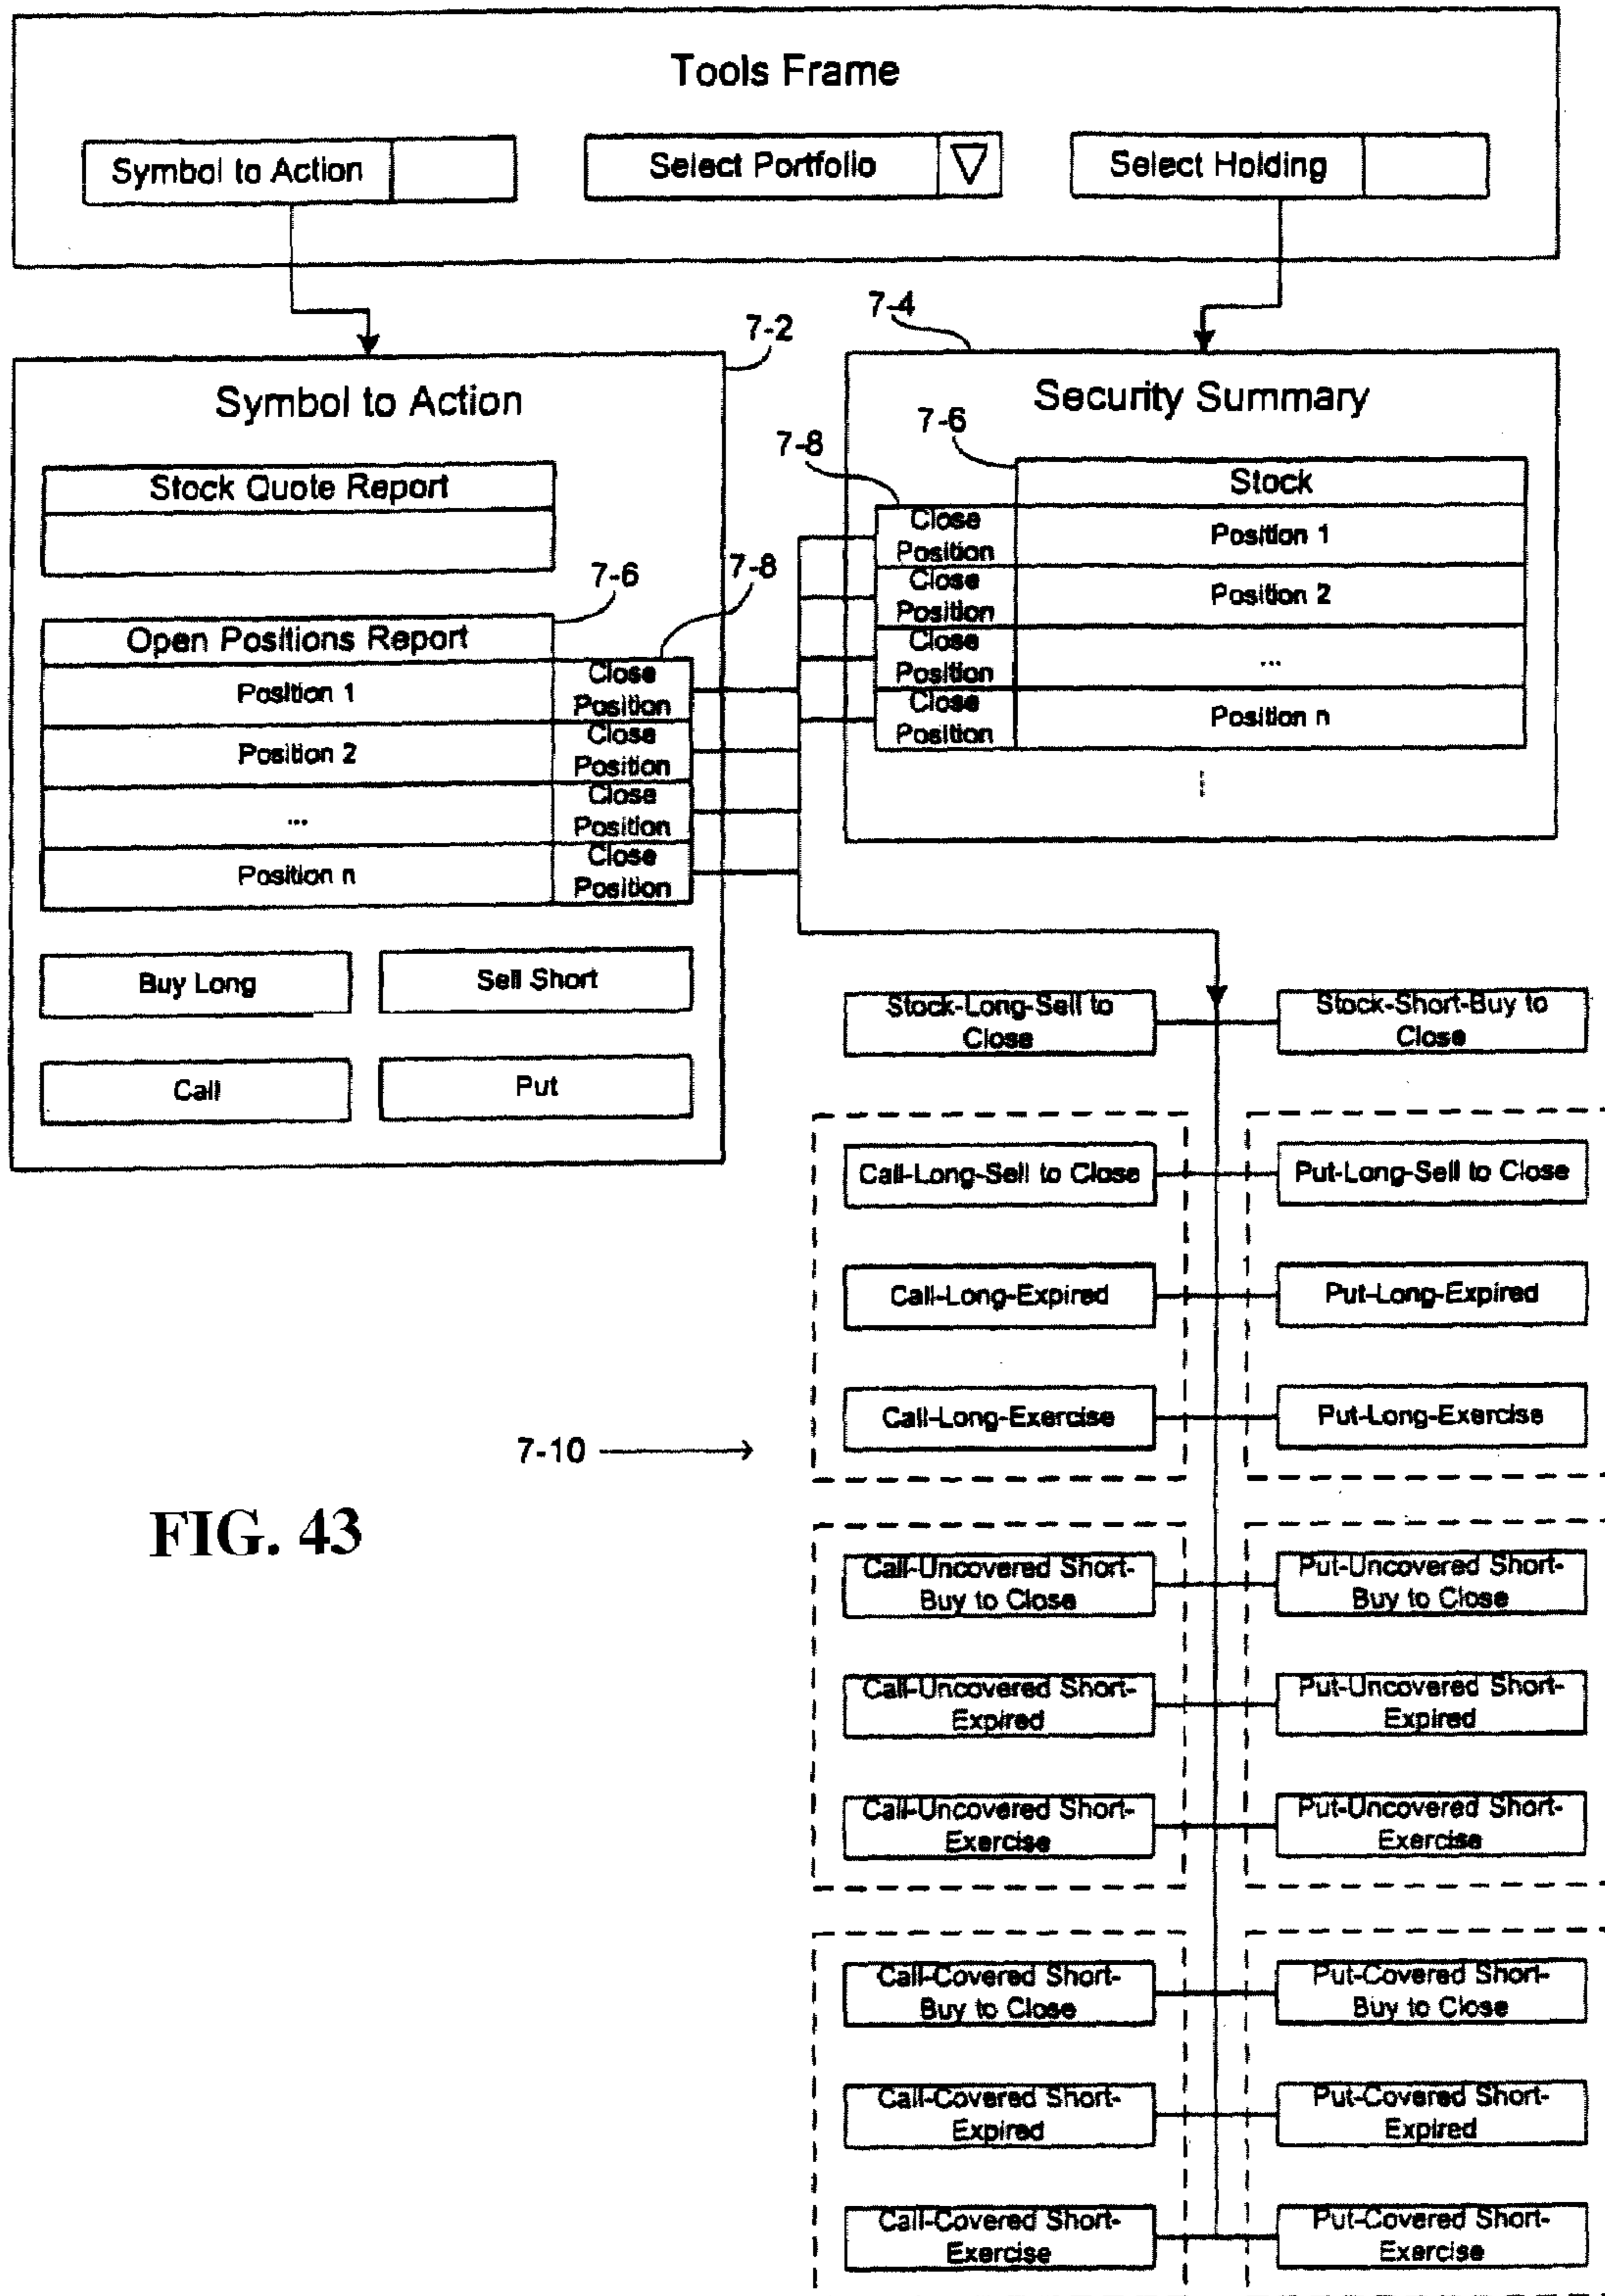 Tools Frame
Symbol to Action
Select Portfolio
Select Holding
7-2
7-4
Symbol to Action
Stock Quote Report
7-6
7-8
Open Positions Report
Position 1
Close
Position
Position 2
Close
Position
...
Close
Position
Position n
Close
Position
Buy Long
Sell Short
Call
Put
Security Summary
7-8
7-6
Stock
Close
Position
Position 1
Close
Position
Position 2
Close
Position
...
Close
Position
Position n
Stock-Long-Sell to
Close
Stock-Short-Buy to
Close
Call-Long-Sell to Close
Put-Long-Sell to Close
Call-Long-Expired
Put-Long-Expired
Call-Long-Exercise
Put-Long-Exercise
7-10
FIG. 43
Call-Uncovered Short-
Buy to Close
Put-Uncovered Short-
Buy to Close
Call-Uncovered Short-
Expired
Put-Uncovered Short-
Expired
Call-Uncovered Short-
Exercise
Put-Uncovered Short-
Exercise
Call-Covered Short-
Buy to Close
Put-Covered Short-
Buy to Close
Call-Covered Short-
Expired
Put-Covered Short-
Expired
Call-Covered Short-
Exercise
Put-Covered Short-
Exercise